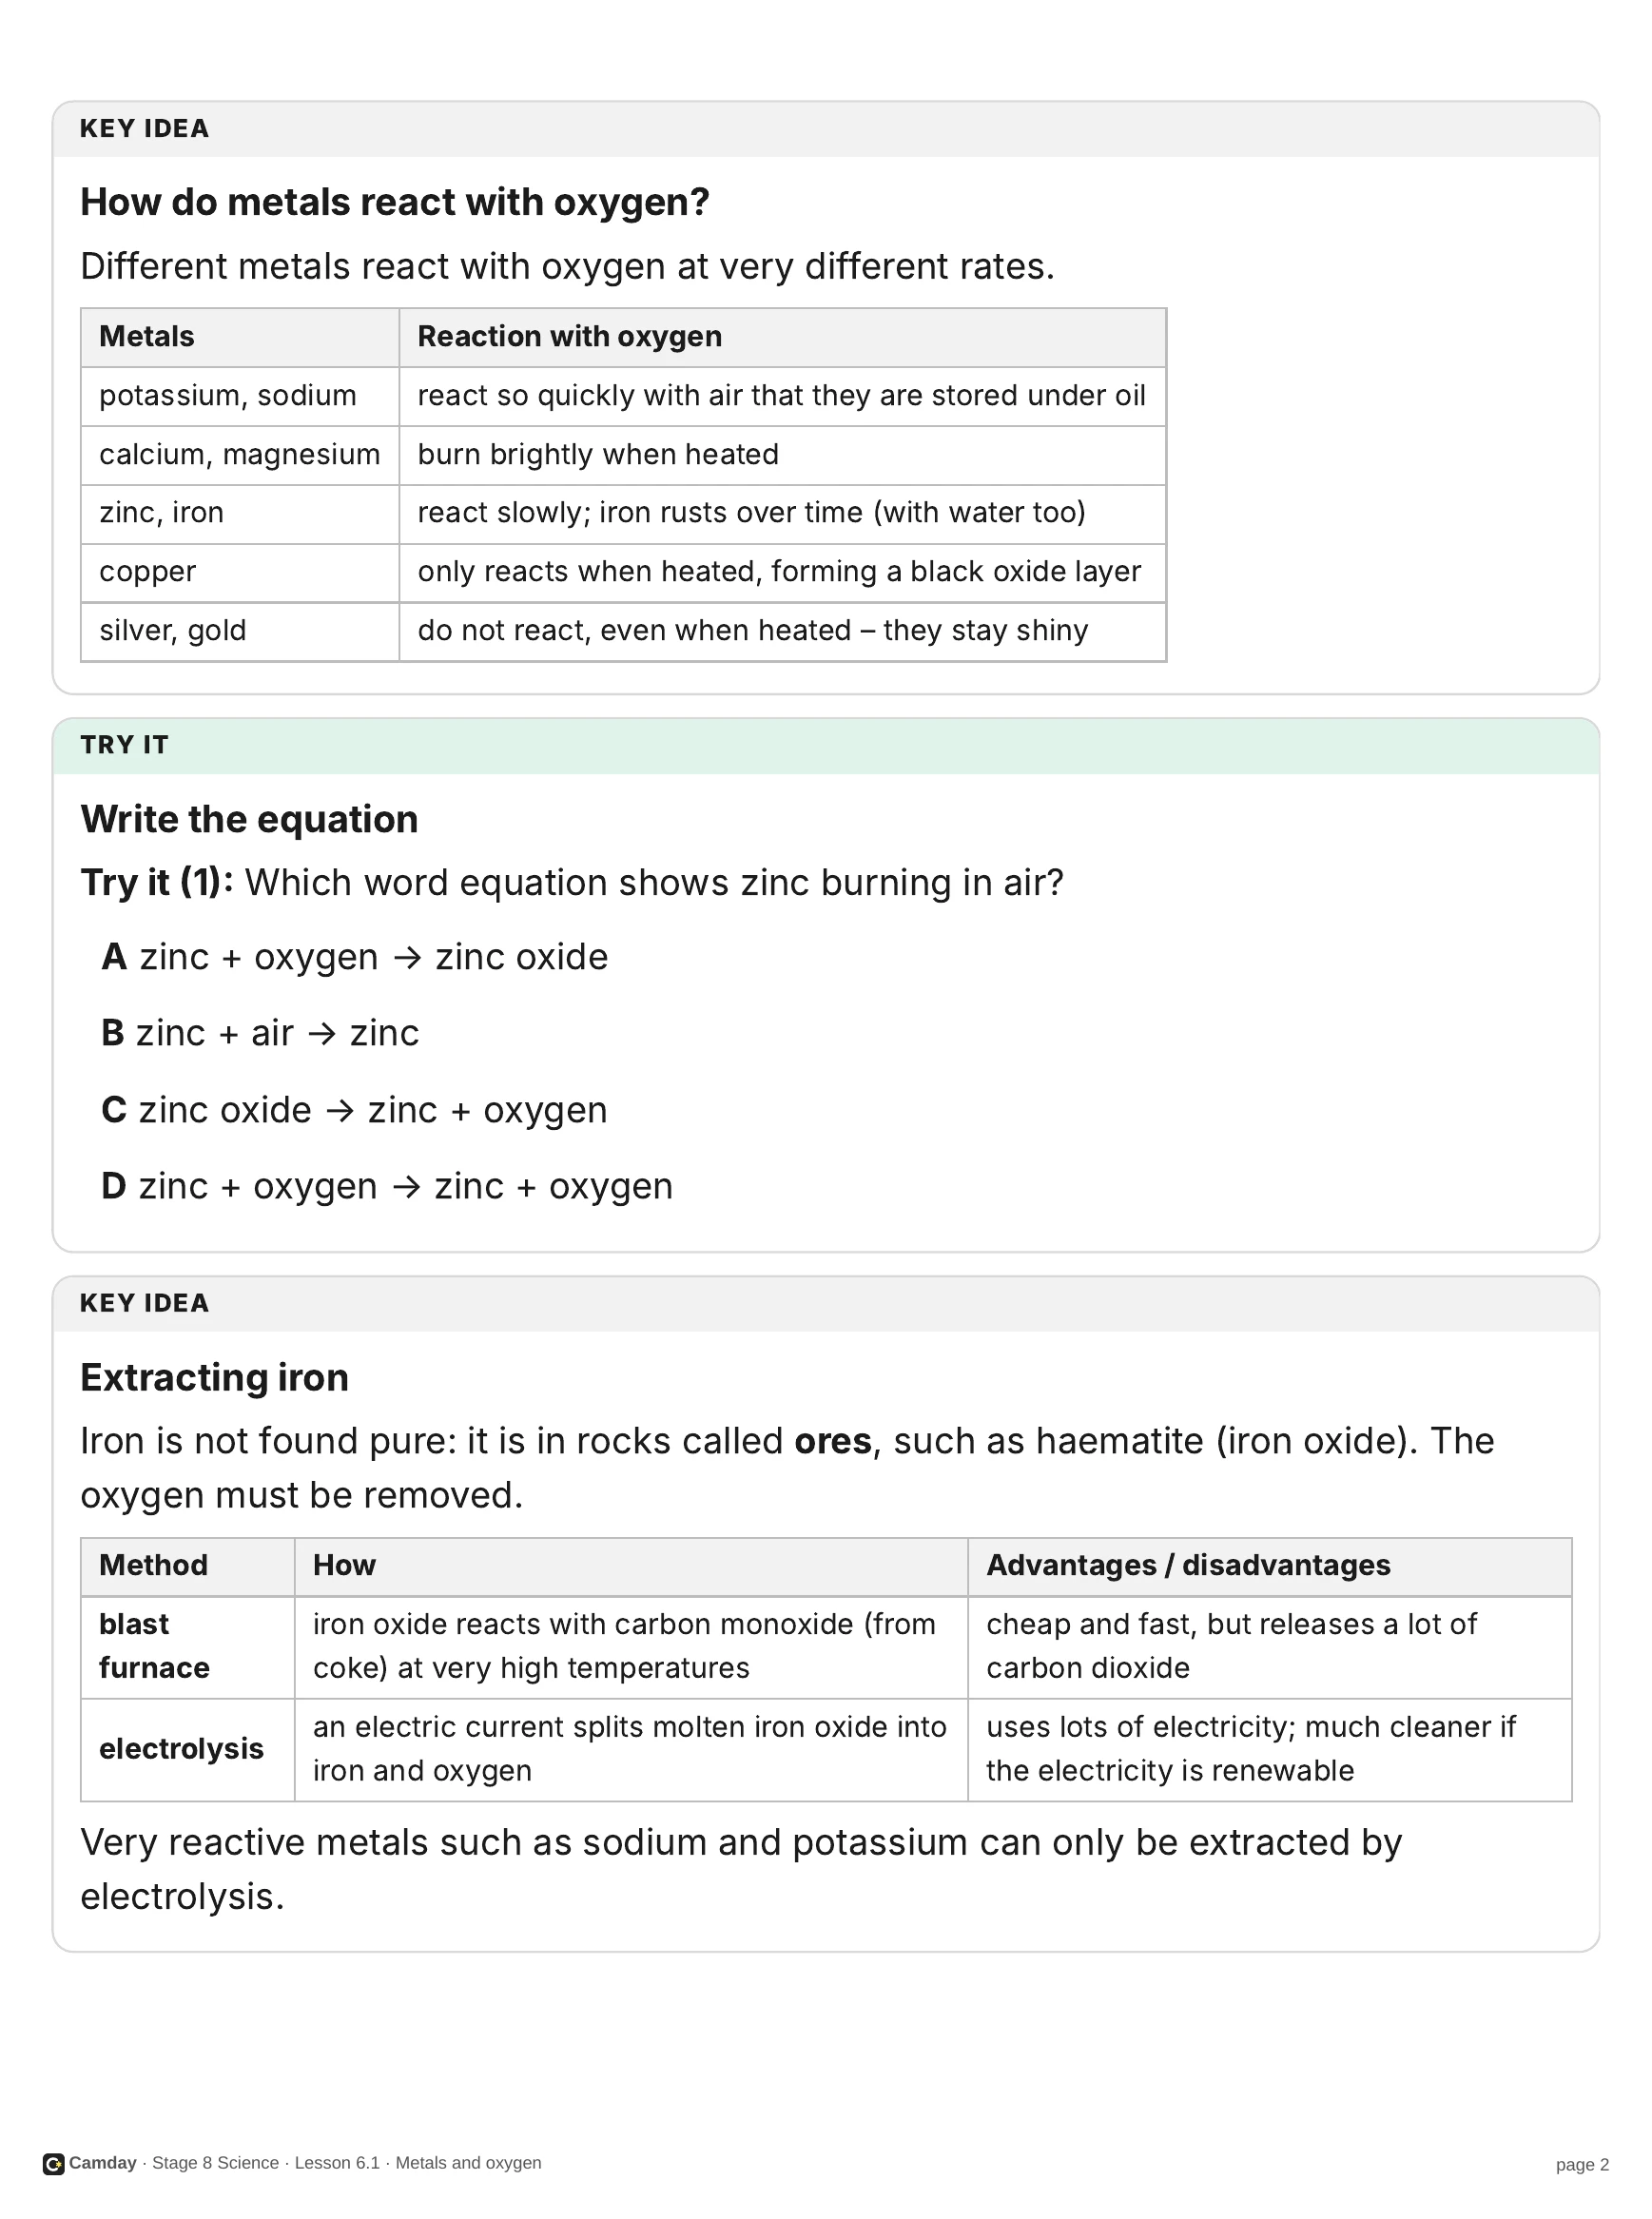 KEY IDEA
How do metals react with oxygen?
Different metals react with oxygen at very different rates.
Metals Reaction with oxygen
potassium, sodium react so quickly with air that they are stored under oil
calcium, magnesium burn brightly when heated
zinc, iron react slowly; iron rusts over time (with water too)
copper only reacts when heated, forming a black oxide layer
silver, gold do not react, even when heated – they stay shiny
TRY IT
Write the equation
Try it (1): Which word equation shows zinc burning in air?
A zinc + oxygen → zinc oxide
B zinc + air → zinc
C zinc oxide → zinc + oxygen
D zinc + oxygen → zinc + oxygen
KEY IDEA
Extracting iron
Iron is not found pure: it is in rocks called ores, such as haematite (iron oxide). The
oxygen must be removed.
Method How Advantages / disadvantages
blast
furnace
iron oxide reacts with carbon monoxide (from
coke) at very high temperatures
cheap and fast, but releases a lot of
carbon dioxide
electrolysis
an electric current splits molten iron oxide into
iron and oxygen
uses lots of electricity; much cleaner if
the electricity is renewable
Very reactive metals such as sodium and potassium can only be extracted by
electrolysis.
Camday · Stage 8 Science · Lesson 6.1 · Metals and oxygen
page 2